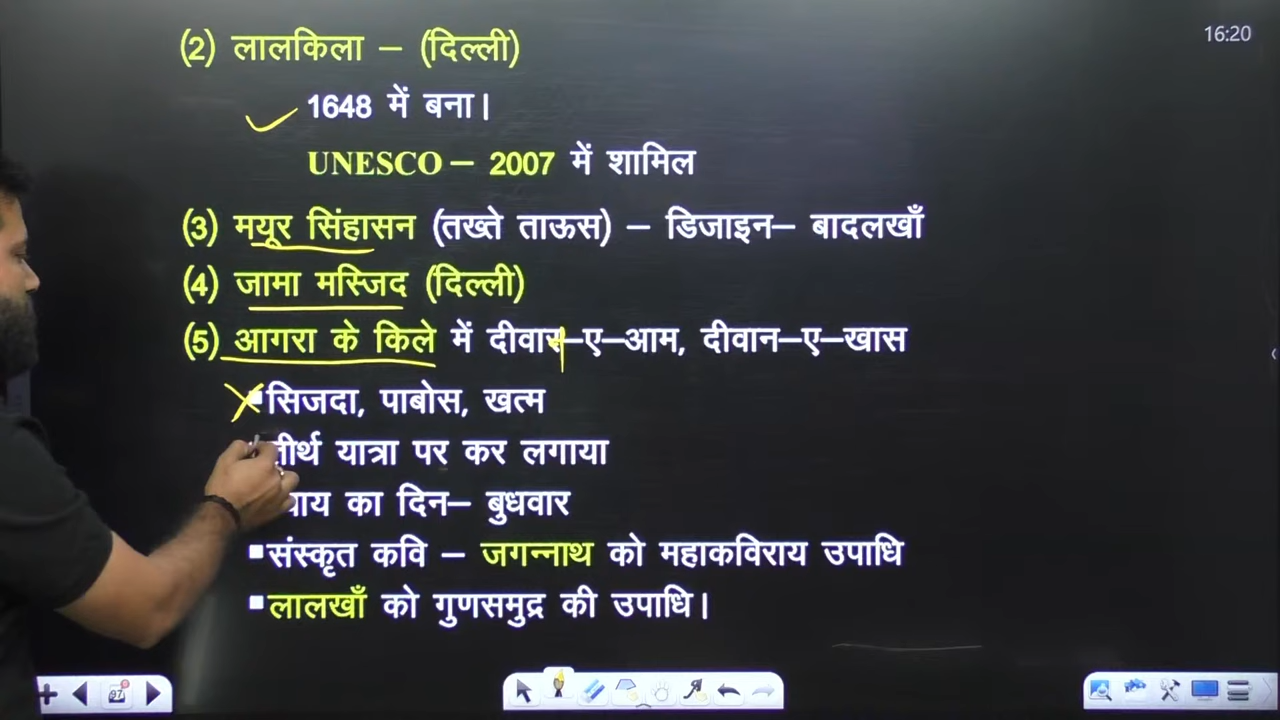 16:20
(2) लालकिला – (दिल्ली)
1648 में बना।
UNESCO – 2007 में शामिल
(3) मयूर सिंहासन (तख्ते ताऊस) – डिजाइन– बादलखाँ
(4) जामा मस्जिद (दिल्ली)
(5) आगरा के किले में दीवार–ए–आम, दीवान–ए–खास
▪सिजदा, पाबोस, खत्म
यात्रा पर कर लगाया
का दिन– बुधवार
▪संस्कृत कवि – जगन्नाथ को महाकविराय उपाधि
▪लालखाँ को गुणसमुद्र की उपाधि।
97